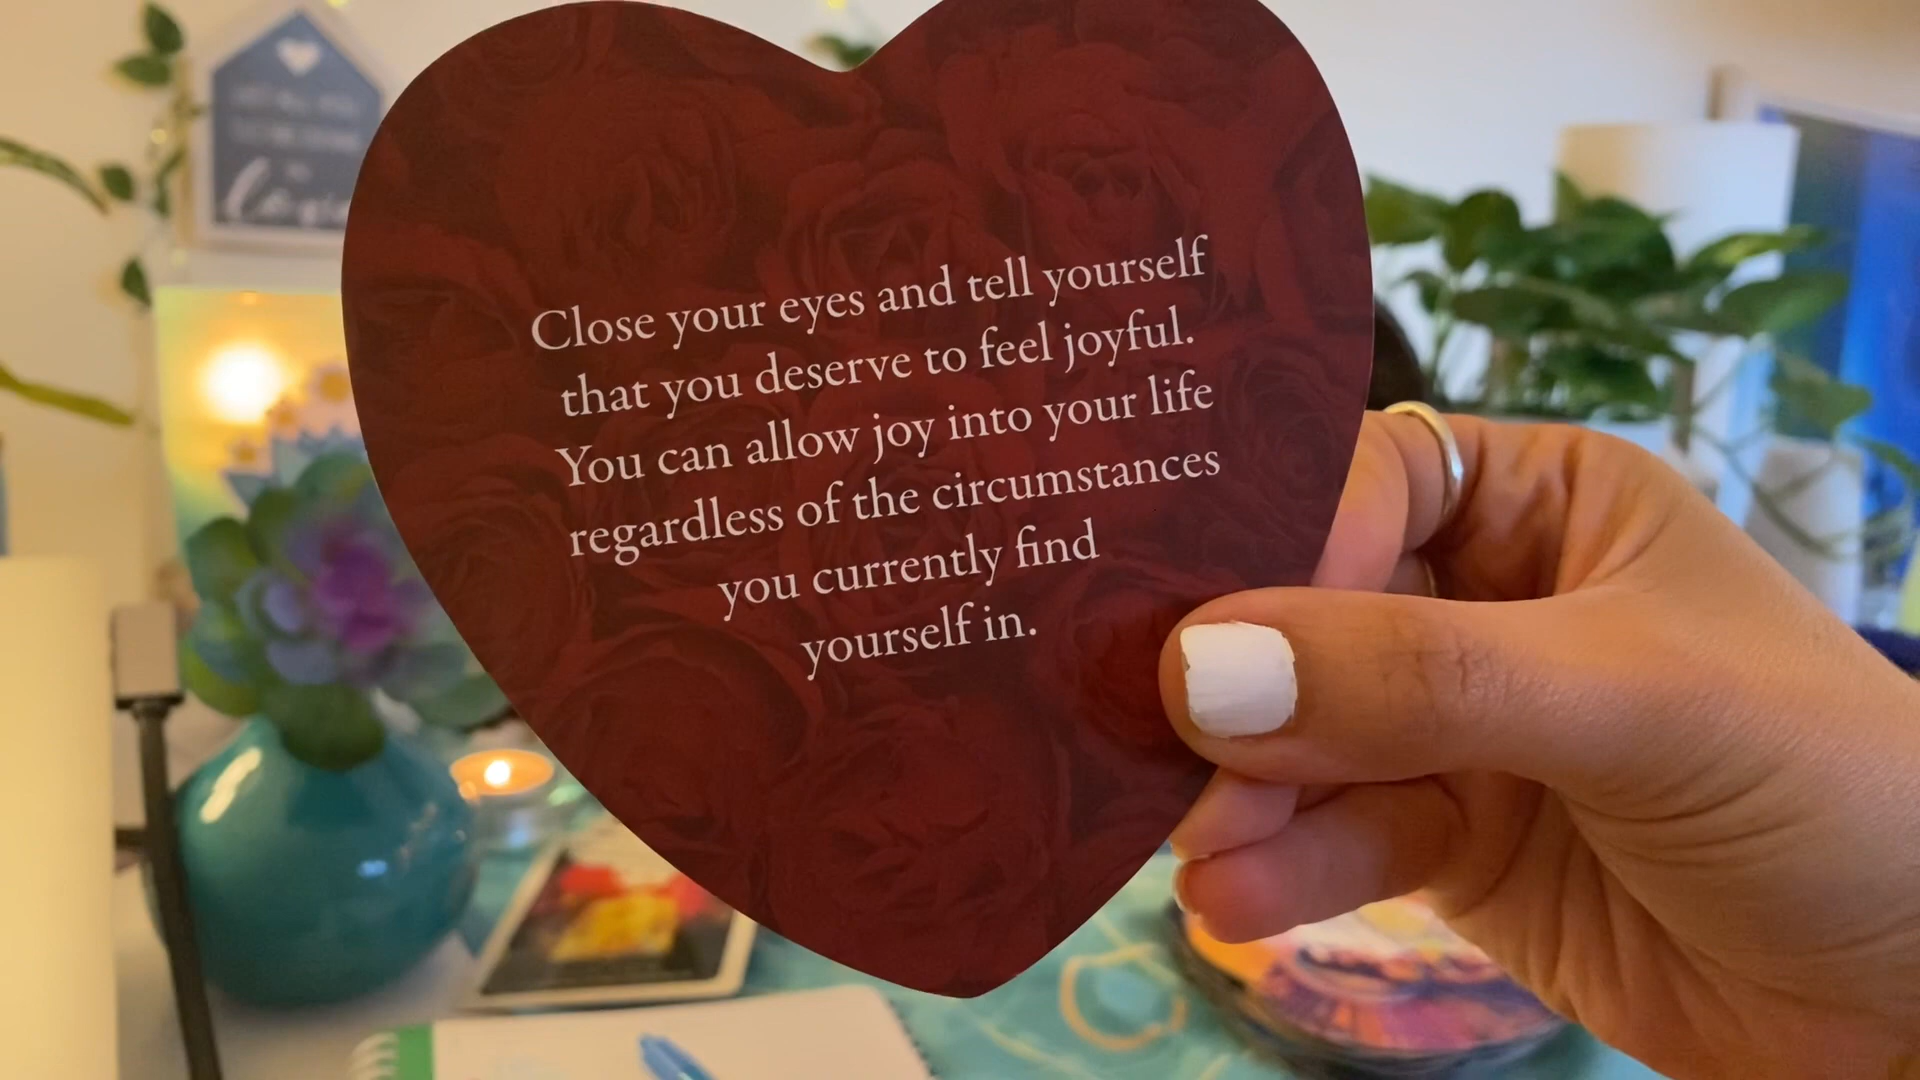 Close your eyes and tell yourself
that you deserve to feel joyful.
You can allow joy into your life
regardless of the circumstances
you currently find
yourself in.
love